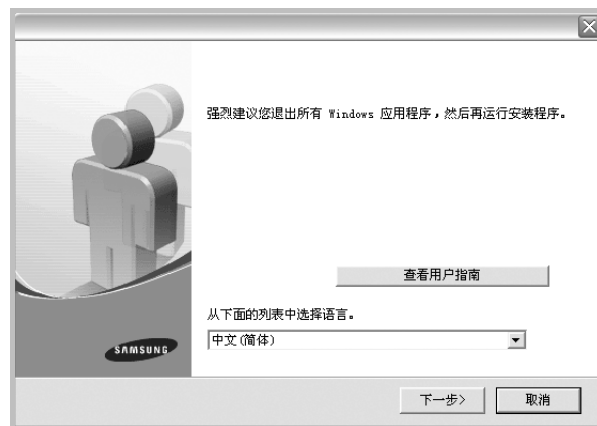 强烈建议您退出所有 Windows 应用程序，然后再运行安装程序。
查看用户指南
从下面的列表中选择语言。
中文(简体)
SAMSUNG
下一步>
取消